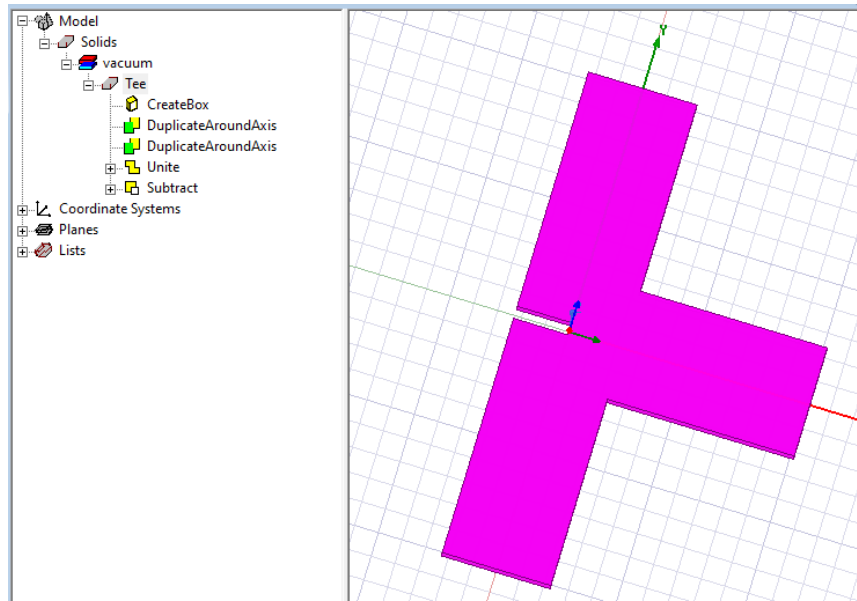 Model
Solids
vacuum
Tee
CreateBox
DuplicateAroundAxis
DuplicateAroundAxis
Unite
Subtract
Coordinate Systems
Planes
Lists
Y